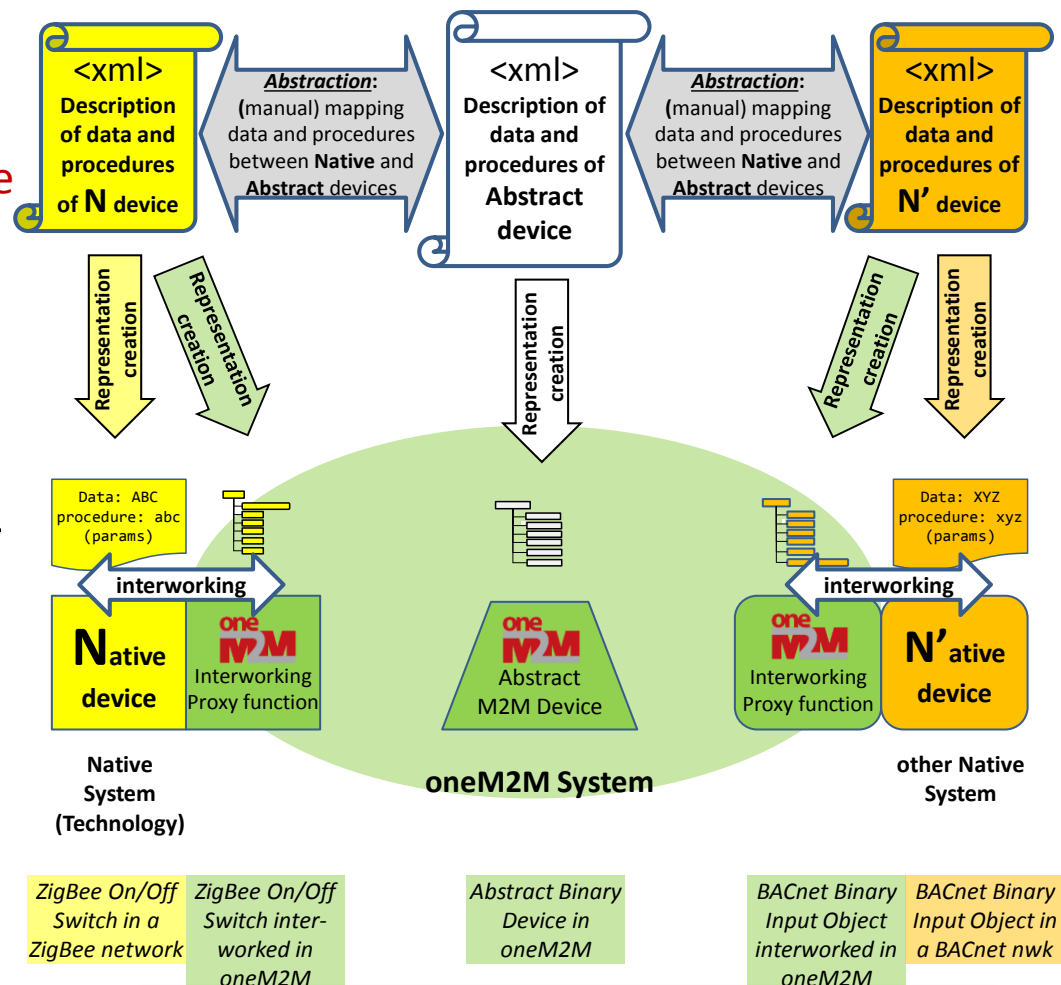 <xml>
Description
of data and
procedures
of N device
Abstraction:
(manual) mapping
data and procedures
between Native and
Abstract devices
<xml>
Description of
data and
procedures of
Abstract
device
Abstraction:
(manual) mapping
data and procedures
between Native and
Abstract devices
<xml>
Description of
data and
procedures of
N’ device
e
Representation
creation
Representation
creation
Representation
creation
Representation
creation
Representation
creation
Data: ABC
procedure: abc
(params)
Data: XYZ
procedure: xyz
(params)
interworking
interworking
Native
device
one
M2M
Interworking
Proxy function
one
M2M
Abstract
M2M Device
one
M2M
Interworking
Proxy function
N’ative
device
Native
System
(Technology)
oneM2M System
other Native
System
ZigBee On/Off
Switch in a
ZigBee network
ZigBee On/Off
Switch inter-
worked in
oneM2M
Abstract Binary
Device in
oneM2M
BACnet Binary
Input Object
interworked in
oneM2M
BACnet Binary
Input Object in
a BACnet nwk